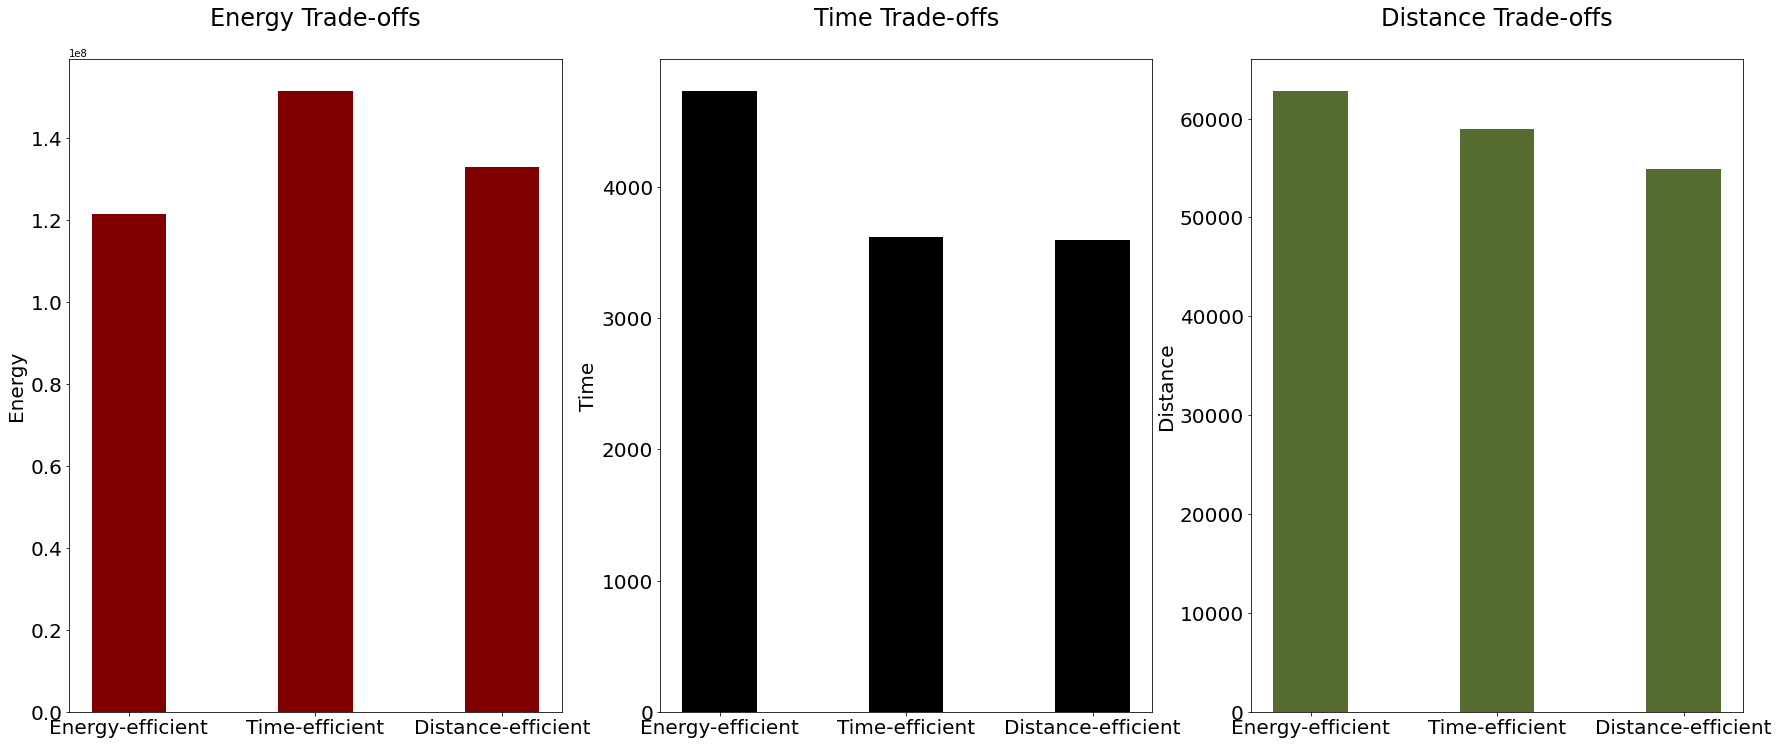 Energy Trade-offs
1e8
Energy
1.4
1.2
1.0
0.8
0.6
0.4
0.2
0.0
Energy-efficient
Time-efficient
Distance-efficient
Time Trade-offs
Time
4000
3000
2000
1000
0
Energy-efficient
Time-efficient
Distance-efficient
Distance Trade-offs
Distance
60000
50000
40000
30000
20000
10000
0
Energy-efficient
Time-efficient
Distance-efficient